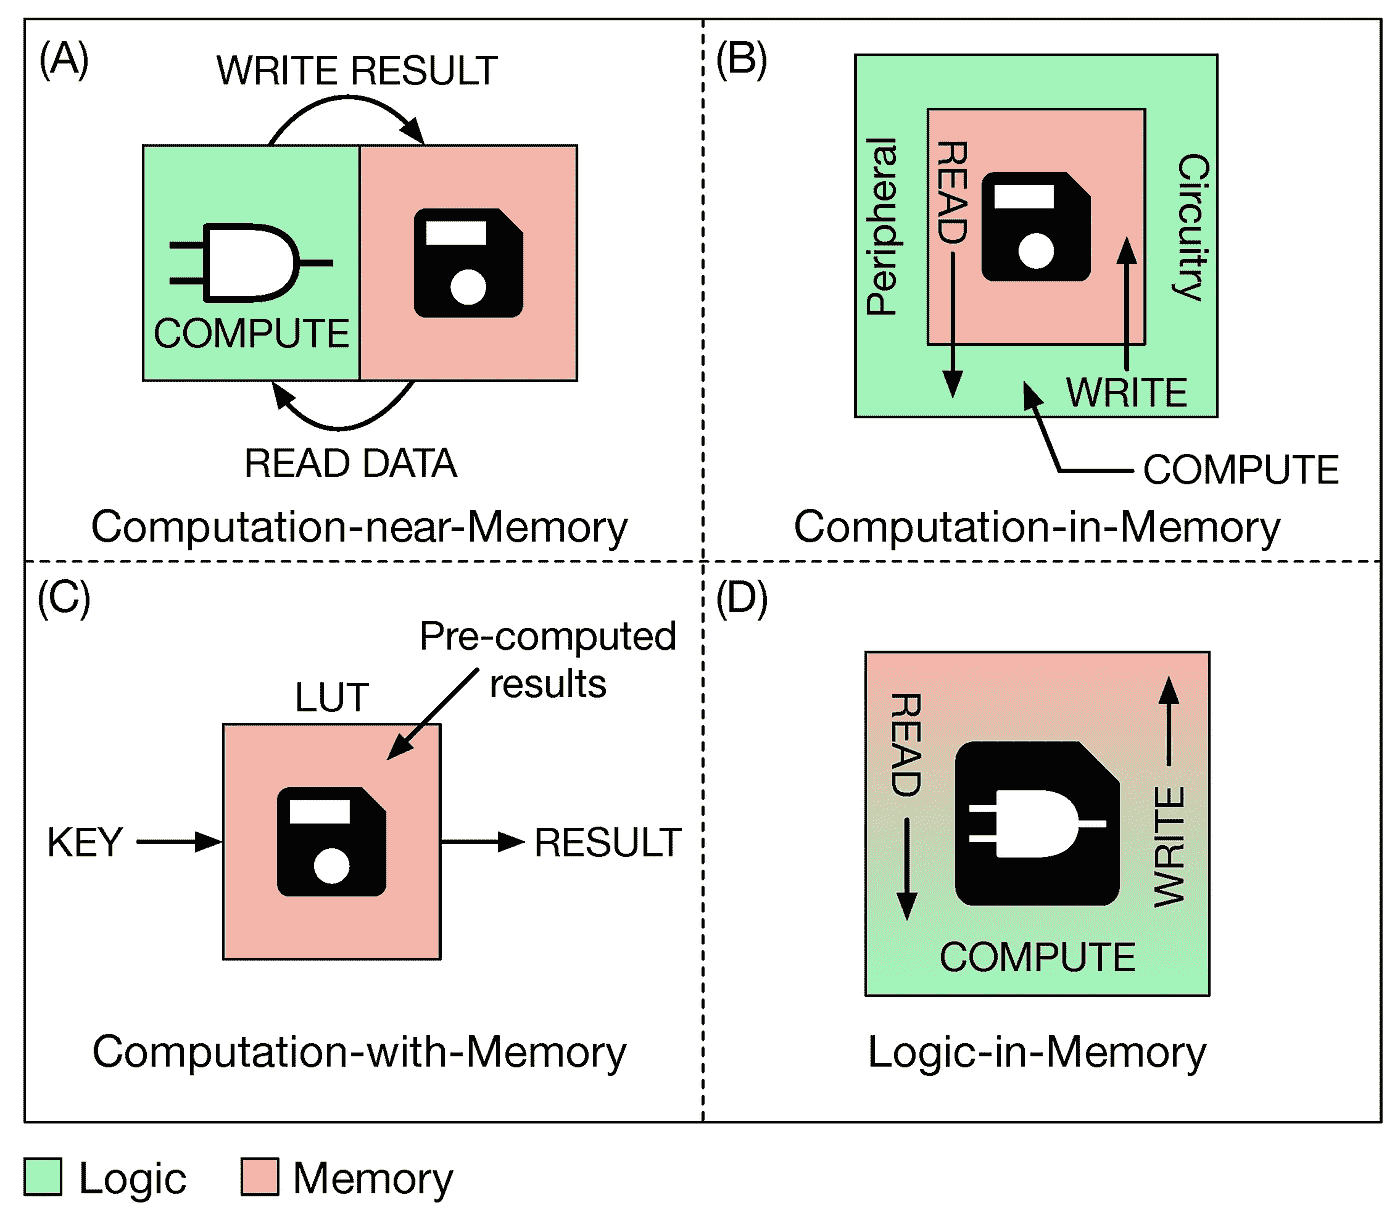 (A)
WRITE RESULT
COMPUTE
READ DATA
Computation-near-Memory
(B)
Peripheral
READ
Circuitry
WRITE
COMPUTE
Computation-in-Memory
(C)
Pre-computed
results
LUT
KEY
RESULT
Computation-with-Memory
(D)
READ
WRITE
COMPUTE
Logic-in-Memory
Logic
Memory